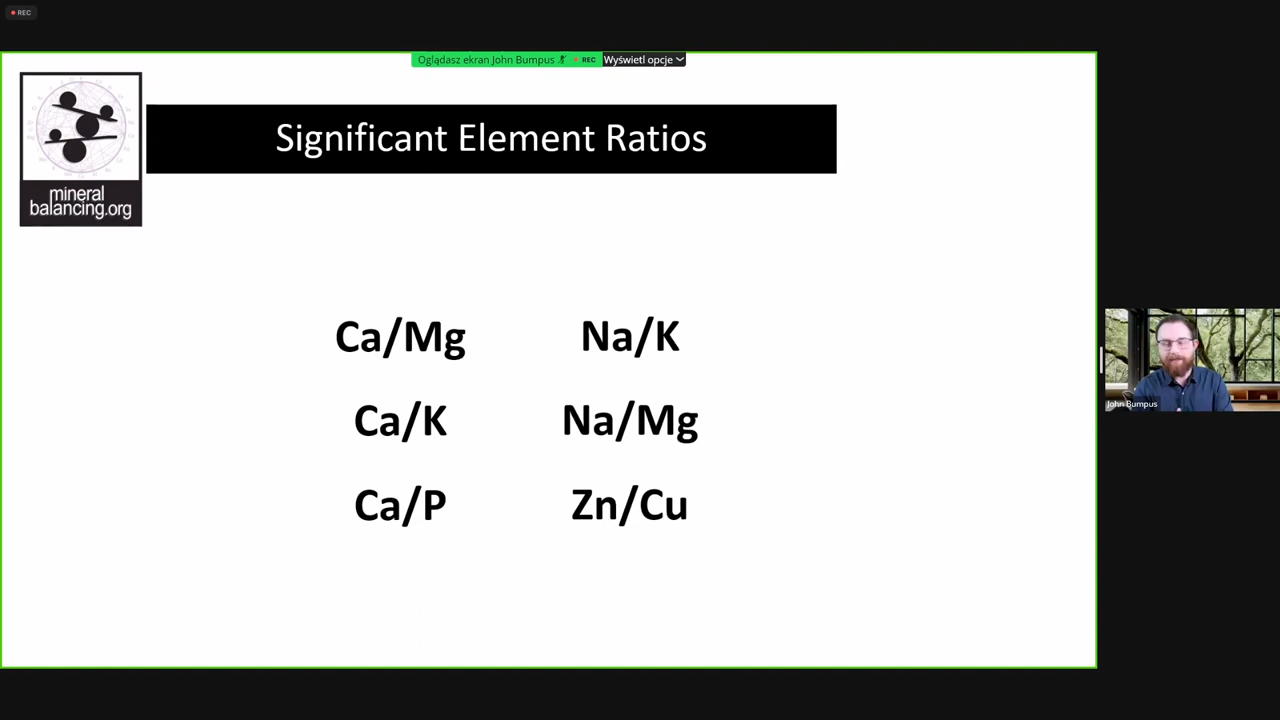 REC
Oglądasz ekran John Bumpus REC Wyświetl opcje
Significant Element Ratios
mineral
balancing.org
Ca/Mg Na/K
Ca/K Na/Mg
Ca/P Zn/Cu
John Bumpus